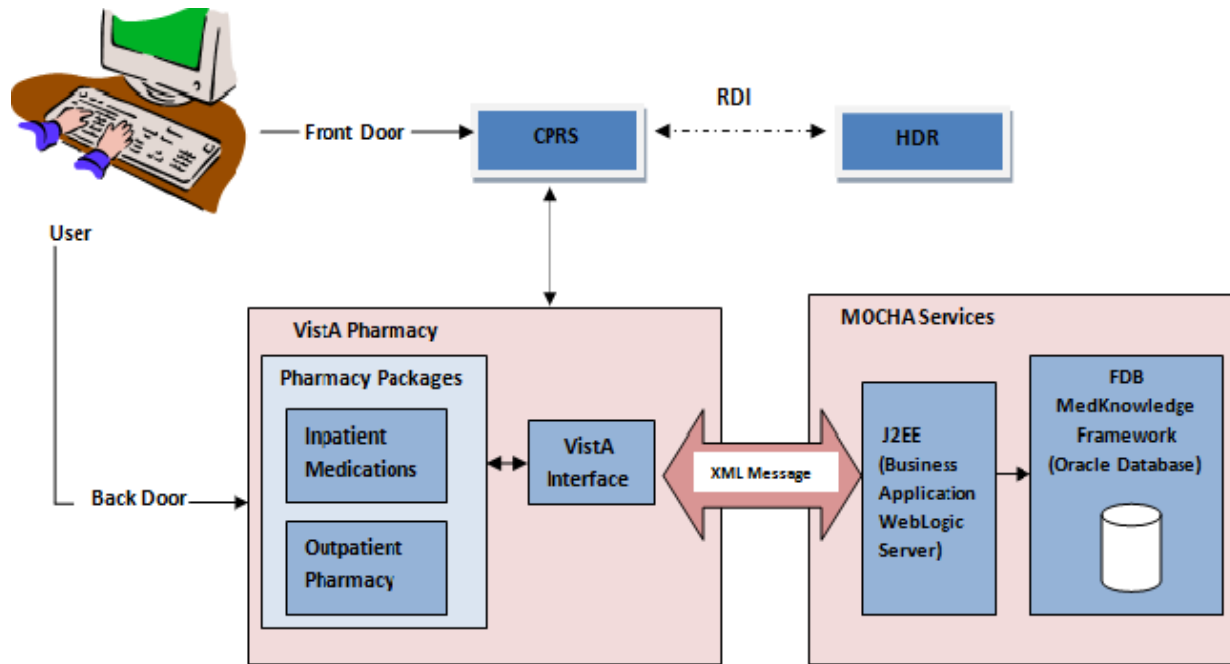 RDI
Front Door
CPRS
HDR
User
VistA Pharmacy
MOCHA Services
Pharmacy Packages
FDB
MedKnowledge
Framework
(Oracle Database)
Inpatient
Medications
VistA
Interface
XML Message
J2EE
(Business
Application
WebLogic
Server)
Back Door
Outpatient
Pharmacy